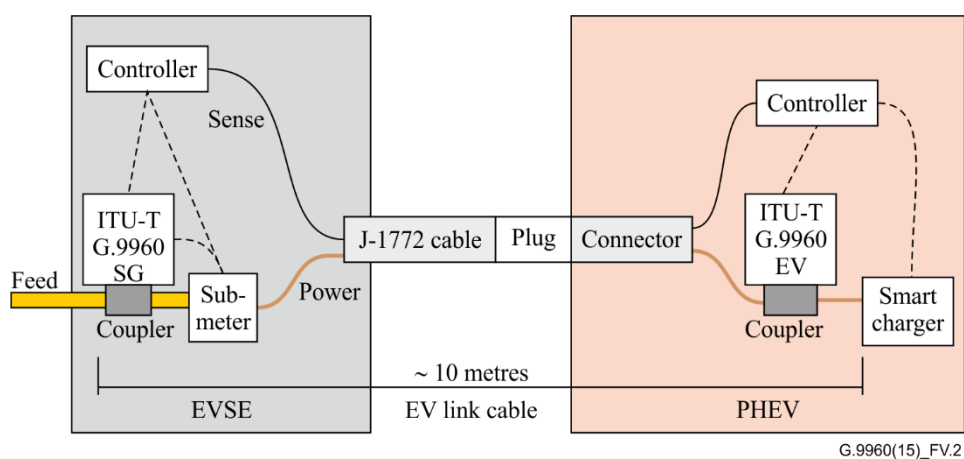 Controller
Sense
ITU-T
G.9960
SG
Feed
Coupler
Sub-
meter
Power
J-1772 cable
Plug
Connector
Controller
ITU-T
G.9960
EV
Coupler
Smart
charger
~ 10 metres
EVSE
EV link cable
PHEV
G.9960(15)_FV.2